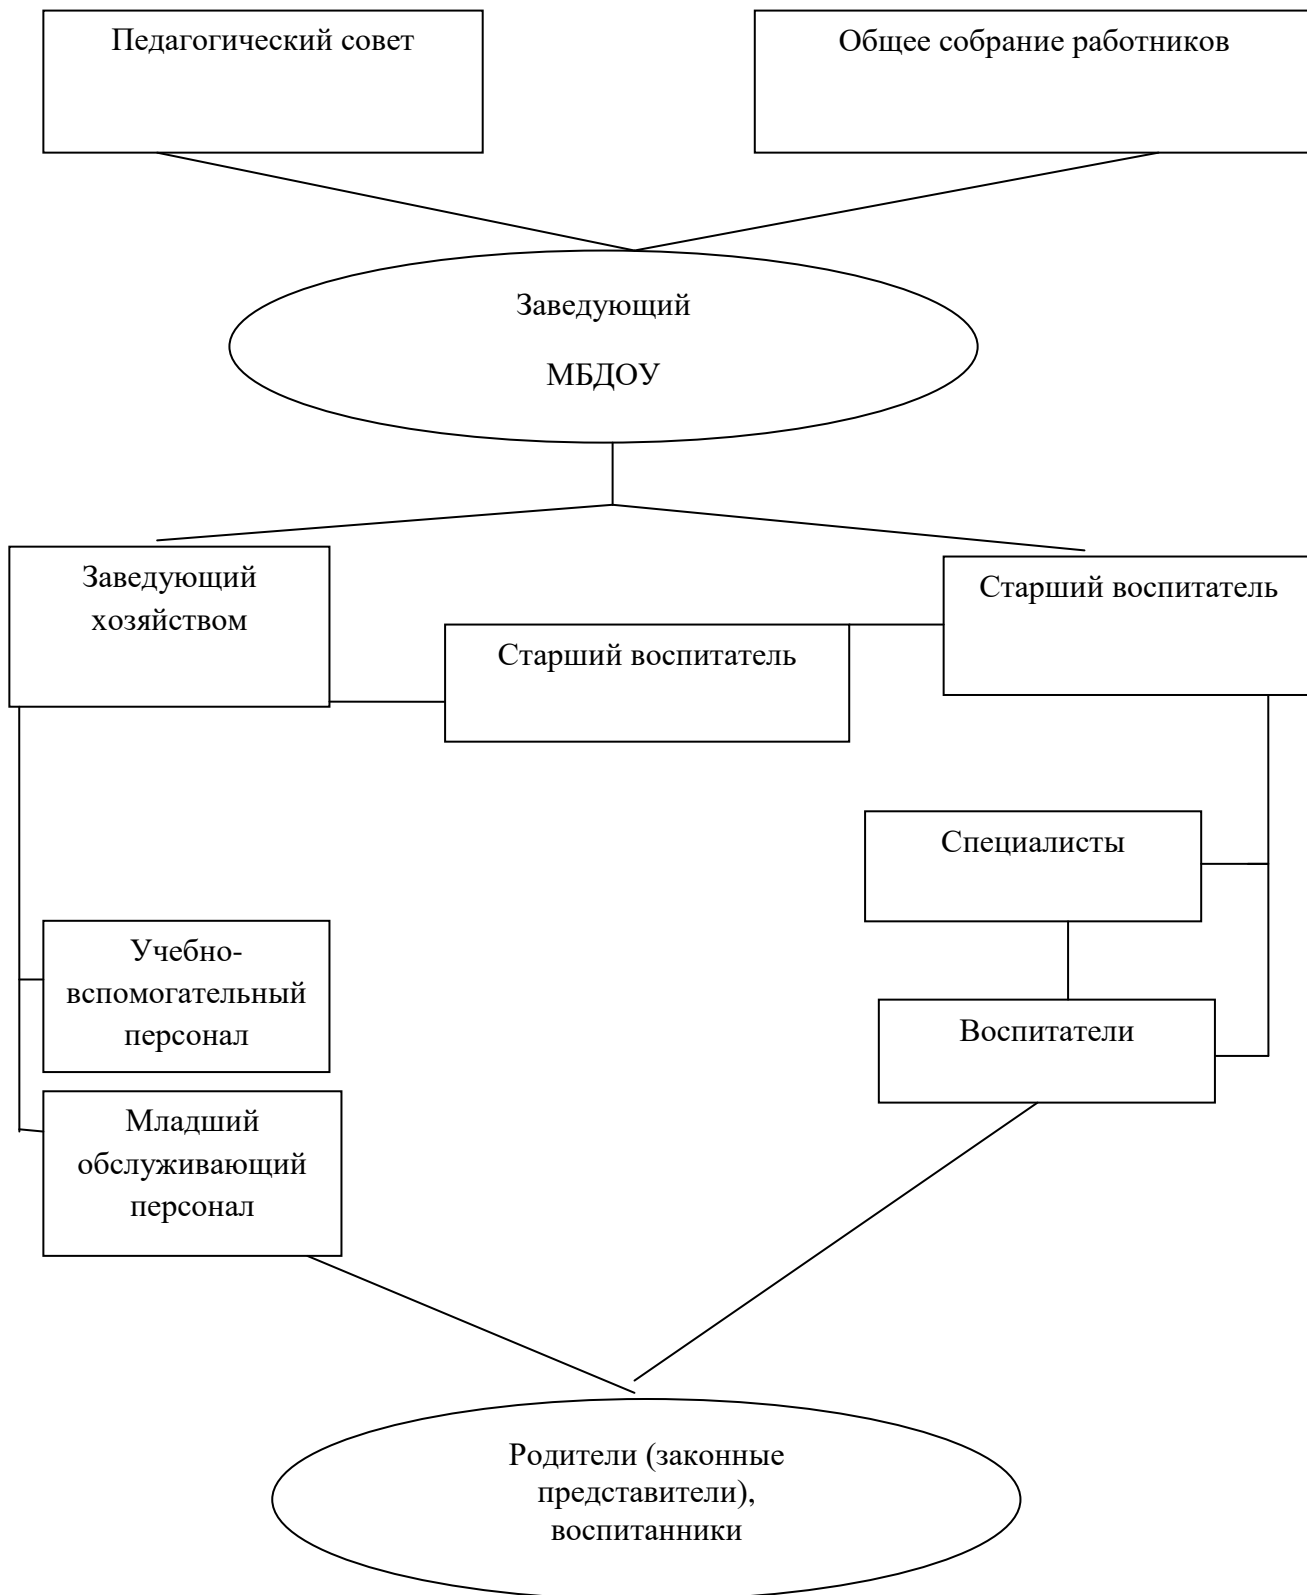 Педагогический совет
Общее собрание работников
Заведующий
МБДОУ
Заведующий
хозяйством
Старший воспитатель
Старший воспитатель
Специалисты
Учебно-
вспомогательный
персонал
Воспитатели
Младший
обслуживающий
персонал
Родители (законные
представители),
воспитанники